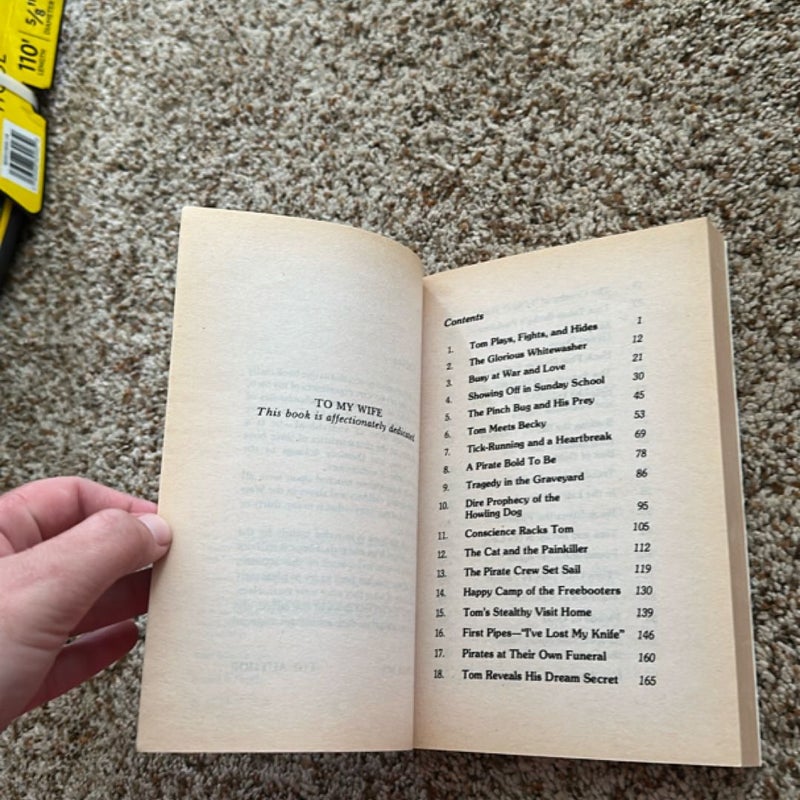 110'
LENGTH
5/8
DIAMETER
TO MY WIFE
This book is affectionately dedicated
Contents
1. Tom Plays, Fights, and Hides 1
2. The Glorious Whitewasher 12
3. Busy at War and Love 21
4. Showing Off in Sunday School 30
5. The Pinch Bug and His Prey 45
6. Tom Meets Becky 53
7. Tick-Running and a Heartbreak 69
8. A Pirate Bold To Be 78
9. Tragedy in the Graveyard 86
10. Dire Prophecy of the
Howling Dog 95
11. Conscience Racks Tom 105
12. The Cat and the Painkiller 112
13. The Pirate Crew Set Sail 119
14. Happy Camp of the Freebooters 130
15. Tom's Stealthy Visit Home 139
16. First Pipes—"I've Lost My Knife" 146
17. Pirates at Their Own Funeral 160
18. Tom Reveals His Dream Secret 165